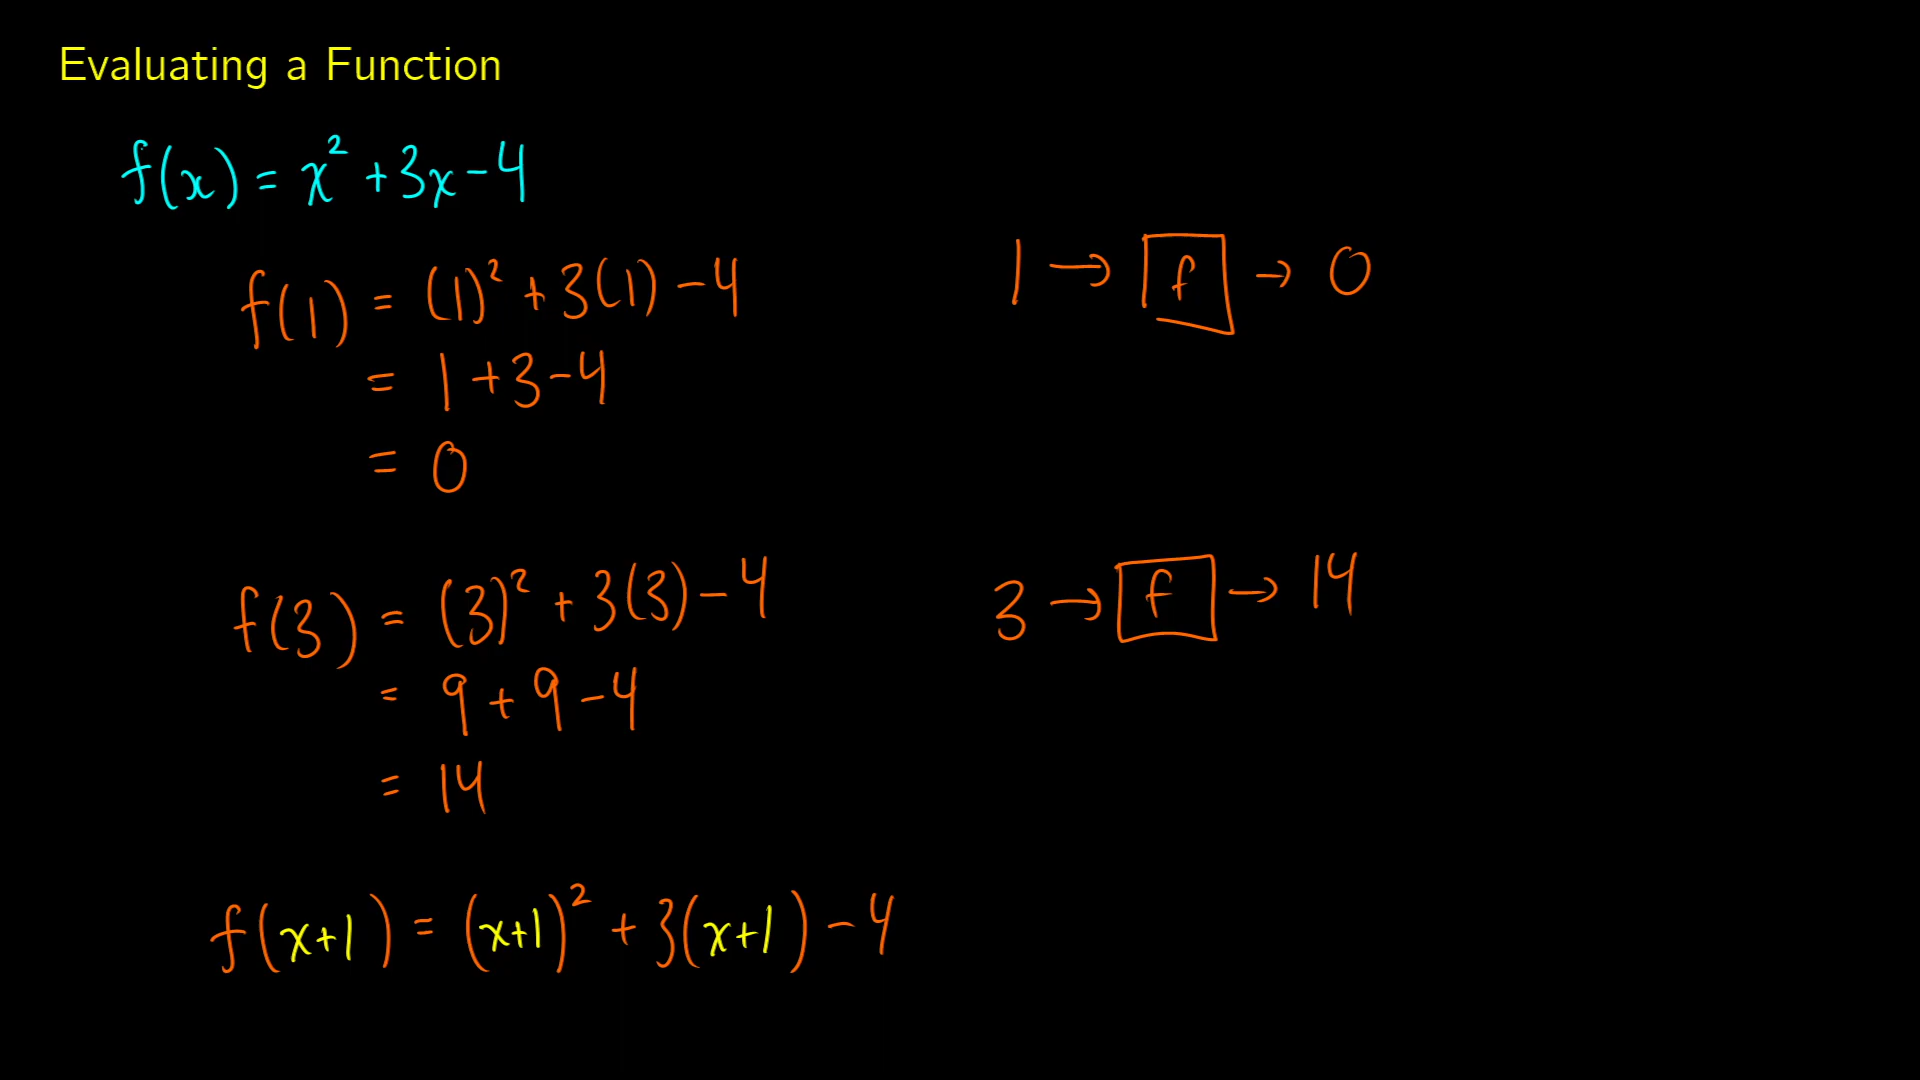 Evaluating a Function
f(x) = x² + 3x - 4
f(1) = (1)² + 3(1) - 4
= 1 + 3 - 4
= 0
1 → f → 0
f(3) = (3)² + 3(3) - 4
= 9 + 9 - 4
= 14
3 → f → 14
f(x+1) = (x+1)² + 3(x+1) - 4